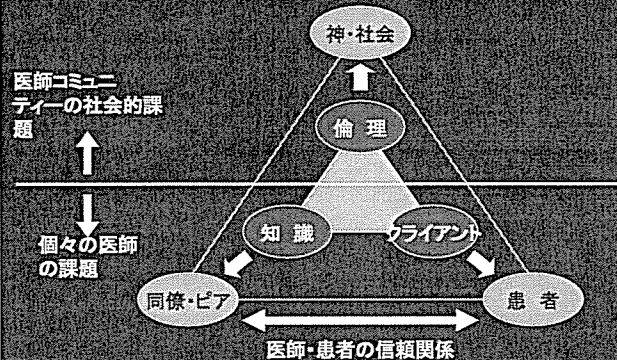 神・社会
医師コミュニ
ティーの社会的課
題
倫 理
知 識
クライアント
個々の医師
の課題
同僚・ピア
患 者
医師・患者の信頼関係